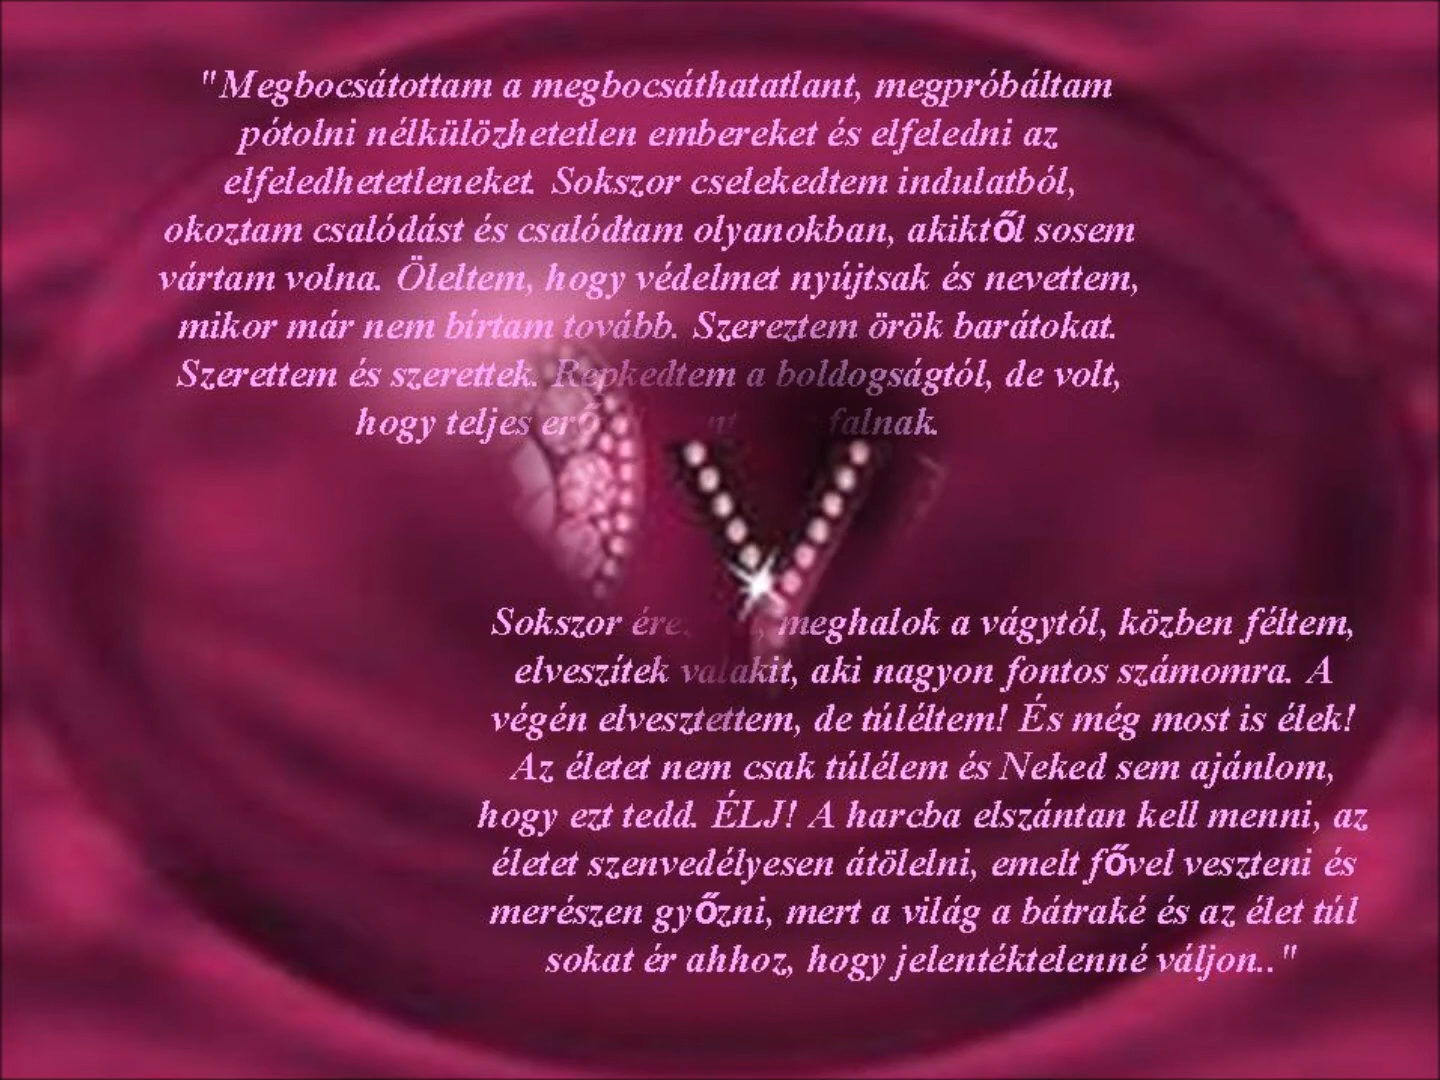 "Megbocsátottam a megbocsáthatatlant, megpróbáltam
pótolni nélkülözhetetlen embereket és elfeledni az
elfeledhetetleneket. Sokszor cselekedtem indulatból,
okoztam csalódást és csalódtam olyanokban, akiktől sosem
vártam volna. Öleltem, hogy védelmet nyújtsak és nevettem,
mikor már nem bírtam tovább. Szereztem örök barátokat.
Szerettem és szerettek. Repkedtem a boldogságtól, de volt,
hogy teljes falnak.
Sokszor meghalok a vágytól, közben féltem,
elveszítek valakit, aki nagyon fontos számomra. A
végén elvesztettem, de túléltem! És még most is élek!
Az életet nem csak túlélem és Neked sem ajánlom,
hogy ezt tedd. ÉLJ! A harcba elszántan kell menni, az
életet szenvedélyesen átölelni, emelt fővel veszteni és
merészen győzni, mert a világ a bátraké és az élet túl
sokat ér ahhoz, hogy jelentéktelenné váljon.."